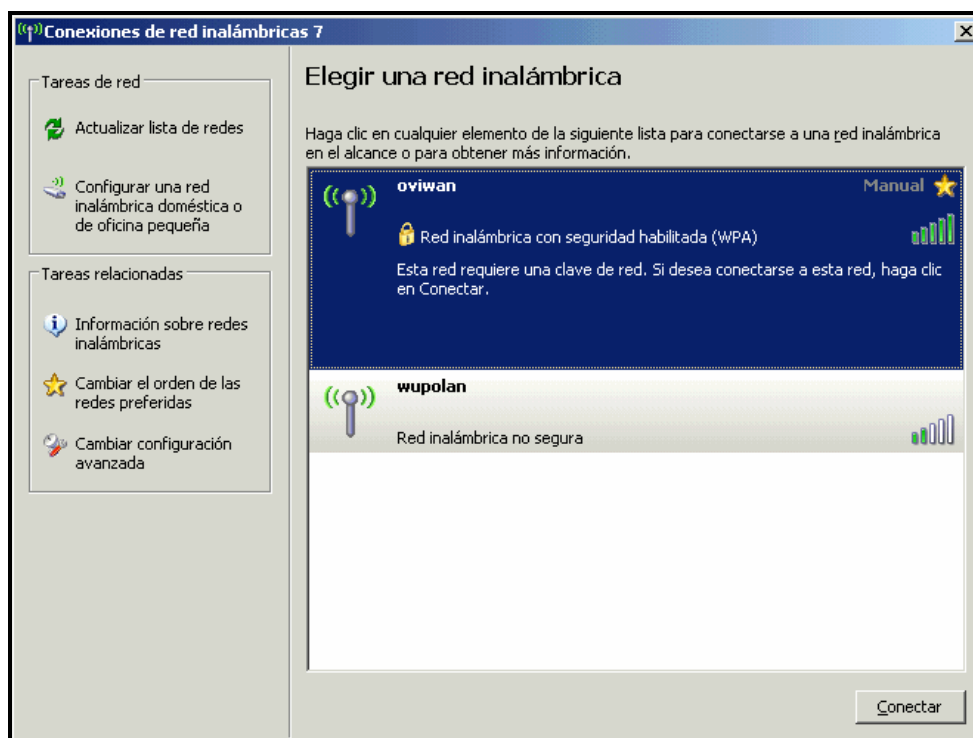 Conexiones de red inalámbricas 7
Tareas de red
Actualizar lista de redes
Configurar una red
inalámbrica doméstica o
de oficina pequeña
Tareas relacionadas
Información sobre redes
inalámbricas
Cambiar el orden de las
redes preferidas
Cambiar configuración
avanzada
Elegir una red inalámbrica
Haga clic en cualquier elemento de la siguiente lista para conectarse a una red inalámbrica
en el alcance o para obtener más información.
oviwan
Manual
Red inalámbrica con seguridad habilitada (WPA)
Esta red requiere una clave de red. Si desea conectarse a esta red, haga clic
en Conectar.
wupolan
Red inalámbrica no segura
Conectar